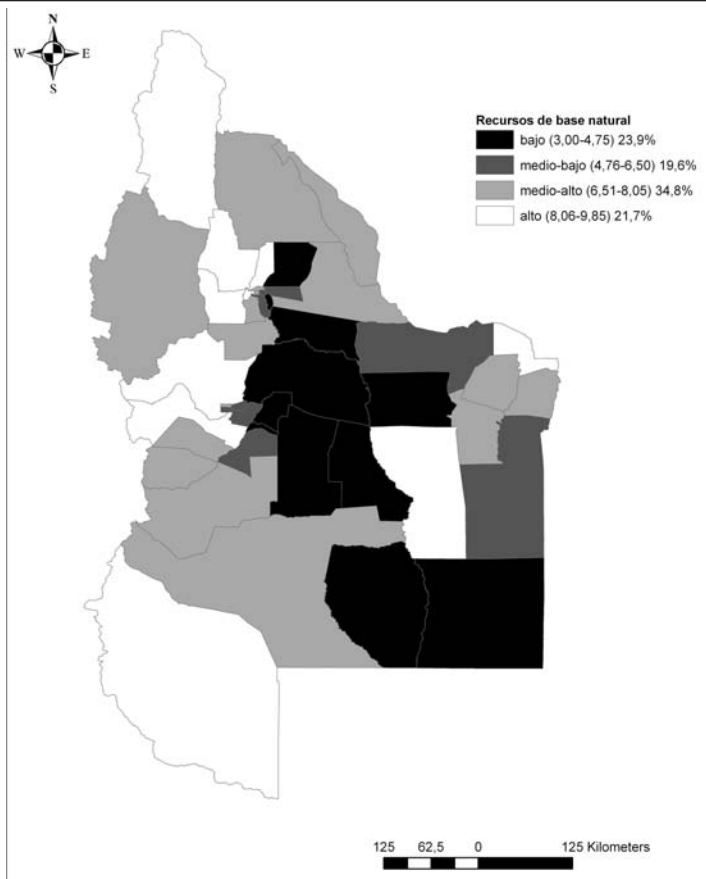 N
W E
S
Recursos de base natural
bajo (3,00-4,75) 23,9%
medio-bajo (4,76-6,50) 19,6%
medio-alto (6,51-8,05) 34,8%
alto (8,06-9,85) 21,7%
125 62,5 0 125 Kilometers